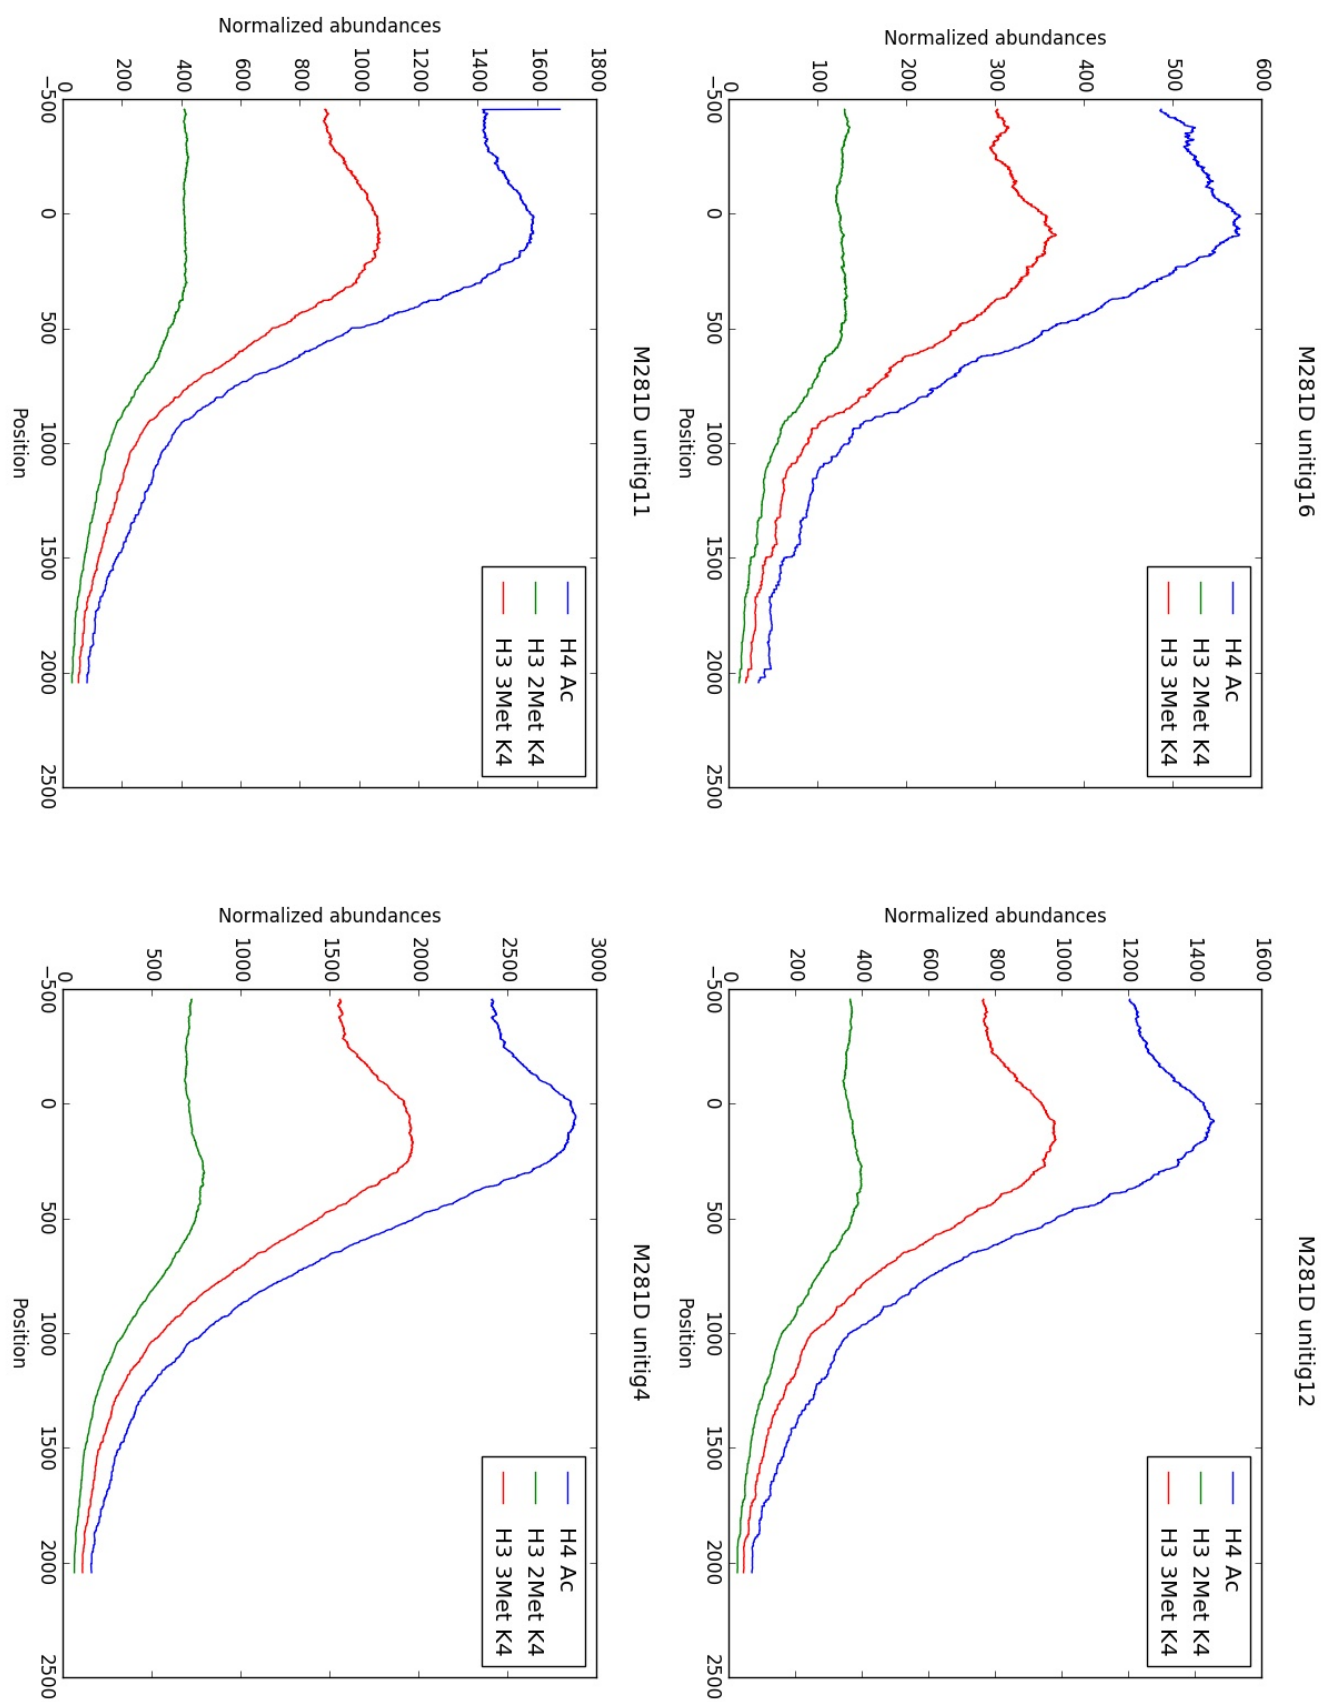 M281D unitig16
Normalized abundances
600
500
400
300
200
100
0
−500
0
500
1000
1500
2000
2500
Position
H4 Ac
H3 2Met K4
H3 3Met K4
M281D unitig12
Normalized abundances
1600
1400
1200
1000
800
600
400
200
0
−500
0
500
1000
1500
2000
2500
Position
H4 Ac
H3 2Met K4
H3 3Met K4
M281D unitig11
Normalized abundances
1800
1600
1400
1200
1000
800
600
400
200
0
−500
0
500
1000
1500
2000
2500
Position
H4 Ac
H3 2Met K4
H3 3Met K4
M281D unitig4
Normalized abundances
3000
2500
2000
1500
1000
500
0
−500
0
500
1000
1500
2000
2500
Position
H4 Ac
H3 2Met K4
H3 3Met K4